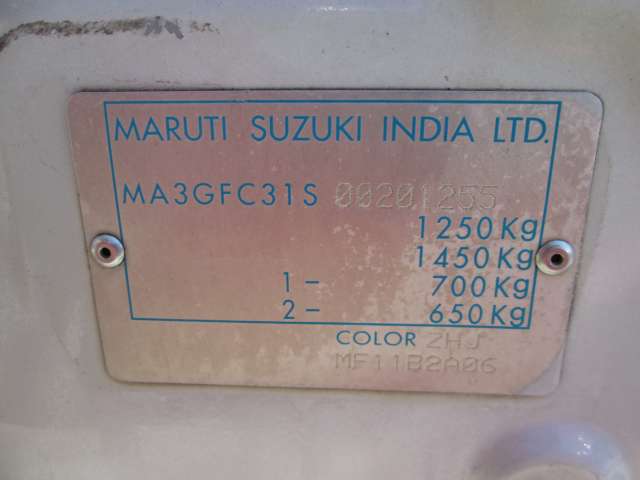 MARUTI SUZUKI INDIA LTD.
MA3GFC31S 00201255
1250Kg
1450Kg
1- 700Kg
2- 650Kg
COLOR ZHJ
MF11B2A06